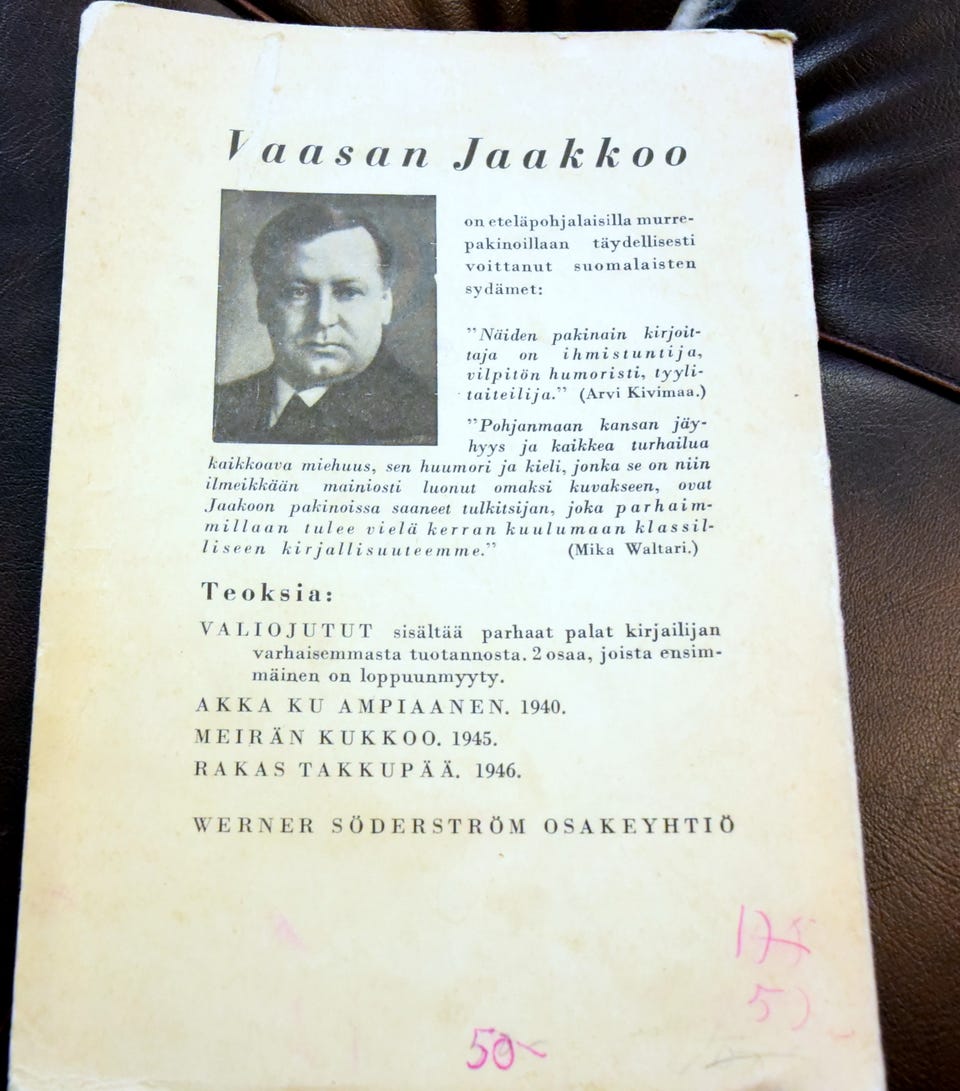 Vaasan Jaakkoo
on eteläpohjalaisilla murre-
pakinoillaan täydellisesti
voittanut suomalaisten
sydämet:
”Näiden pakinain kirjoit-
taja on ihmistuntija,
vilpitön humoristi, tyyli-
taiteilija.” (Arvi Kivimaa.)
”Pohjanmaan kansan jäy-
hyys ja kaikkea turhailua
kaikkoava miehuus, sen huumori ja kieli, jonka se on niin
ilmeikkään mainiosti luonut omaksi kuvakseen, ovat
Jaakoon pakinoissa saaneet tulkitsijan, joka parhaim-
millaan tulee vielä kerran kuulumaan klassil-
liseen kirjallisuuteemme.” (Mika Waltari.)
Teoksia:
VALIOJUTUT sisältää parhaat palat kirjailijan
varhaisemmasta tuotannosta. 2 osaa, joista ensim-
mäinen on loppuunmyyty.
AKKA KU AMPIAANEN. 1940.
MEIRÄN KUKKOO. 1945.
RAKAS TAKKUPÄÄ. 1946.
WERNER SÖDERSTRÖM OSAKEYHTIÖ
50